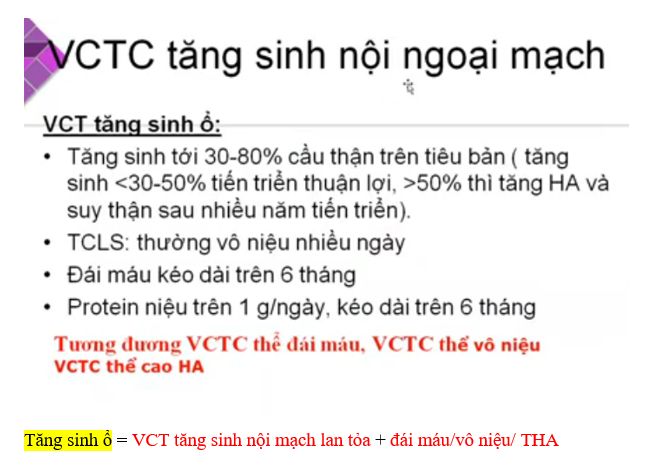 VCTC tăng sinh nội ngoại mạch
VCT tăng sinh ổ:
• Tăng sinh tới 30-80% cầu thận trên tiêu bản ( tăng
sinh <30-50% tiến triển thuận lợi, >50% thì tăng HA và
suy thận sau nhiều năm tiến triển).
• TCLS: thường vô niệu nhiều ngày
• Đái máu kéo dài trên 6 tháng
• Protein niệu trên 1 g/ngày, kéo dài trên 6 tháng
Tương đương VCTC thể đái máu, VCTC thể vô niệu
VCTC thể cao HA
Tăng sinh ổ = VCT tăng sinh nội mạch lan tỏa + đái máu/vô niệu/ THA